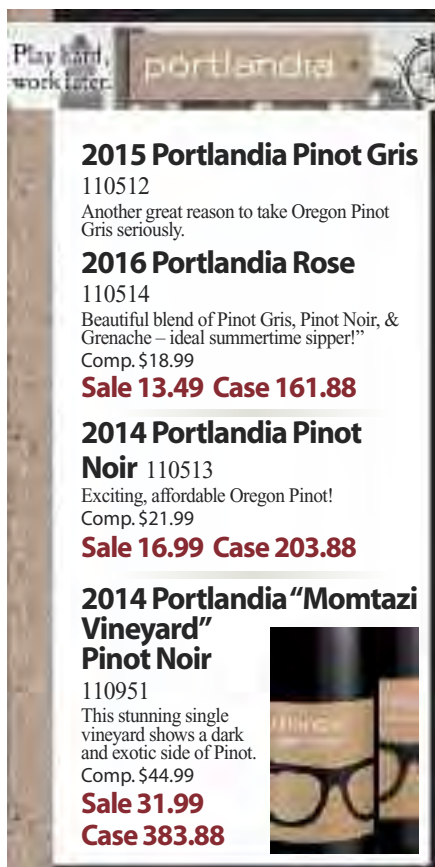 Play hard,
work later.
portlandia
2015 Portlandia Pinot Gris
110512
Another great reason to take Oregon Pinot
Gris seriously.
2016 Portlandia Rose
110514
Beautiful blend of Pinot Gris, Pinot Noir, &
Grenache – ideal summertime sipper!”
Comp. $18.99
Sale 13.49 Case 161.88
2014 Portlandia Pinot
Noir 110513
Exciting, affordable Oregon Pinot!
Comp. $21.99
Sale 16.99 Case 203.88
2014 Portlandia “Momtazi
Vineyard”
Pinot Noir
110951
This stunning single
vineyard shows a dark
and exotic side of Pinot.
Comp. $44.99
Sale 31.99
Case 383.88